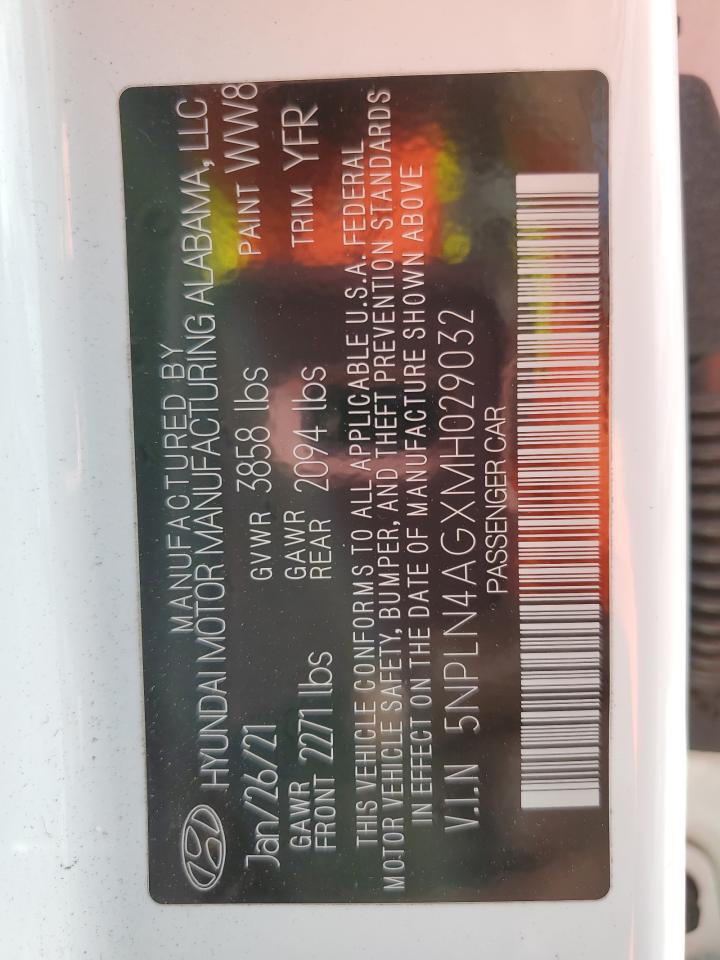 MANUFACTURED BY
HYUNDAI MOTOR MANUFACTURING ALABAMA, LLC
Jan/26/21 GVWR 3858 lbs PAINT WW8
GAWR FRONT 2271 lbs GAWR REAR 2094 lbs TRIM YFR
THIS VEHICLE CONFORMS TO ALL APPLICABLE U.S.A. FEDERAL
MOTOR VEHICLE SAFETY, BUMPER, AND THEFT PREVENTION STANDARDS
IN EFFECT ON THE DATE OF MANUFACTURE SHOWN ABOVE
V.I.N 5NPLN4AGXMH029032
PASSENGER CAR